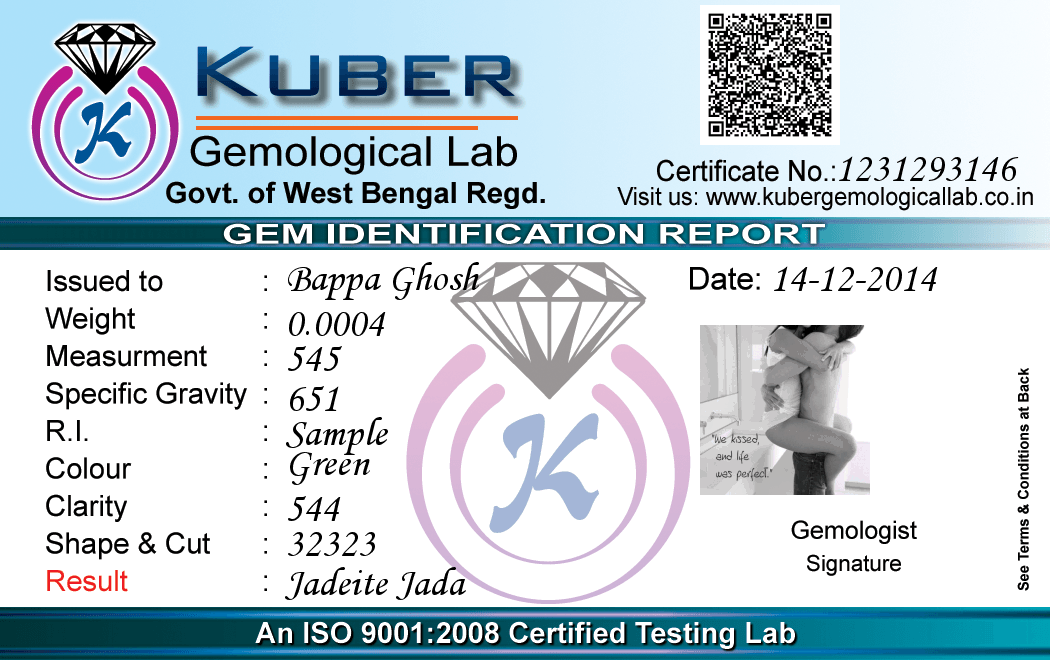 K
KUBER
Gemological Lab
Govt. of West Bengal Regd.
Certificate No.:1231293146
Visit us: www.kubergemologicallab.co.in
GEM IDENTIFICATION REPORT
Issued to : Bappa Ghosh
Date: 14-12-2014
Weight : 0.0004
Measurment : 545
Specific Gravity : 651
R.I. : Sample
Colour : Green
Clarity : 544
Shape & Cut : 32323
Result : Jadeite Jada
K
"we kissed,
and life
was perfect."
Gemologist
Signature
See Terms & Conditions at Back
An ISO 9001:2008 Certified Testing Lab